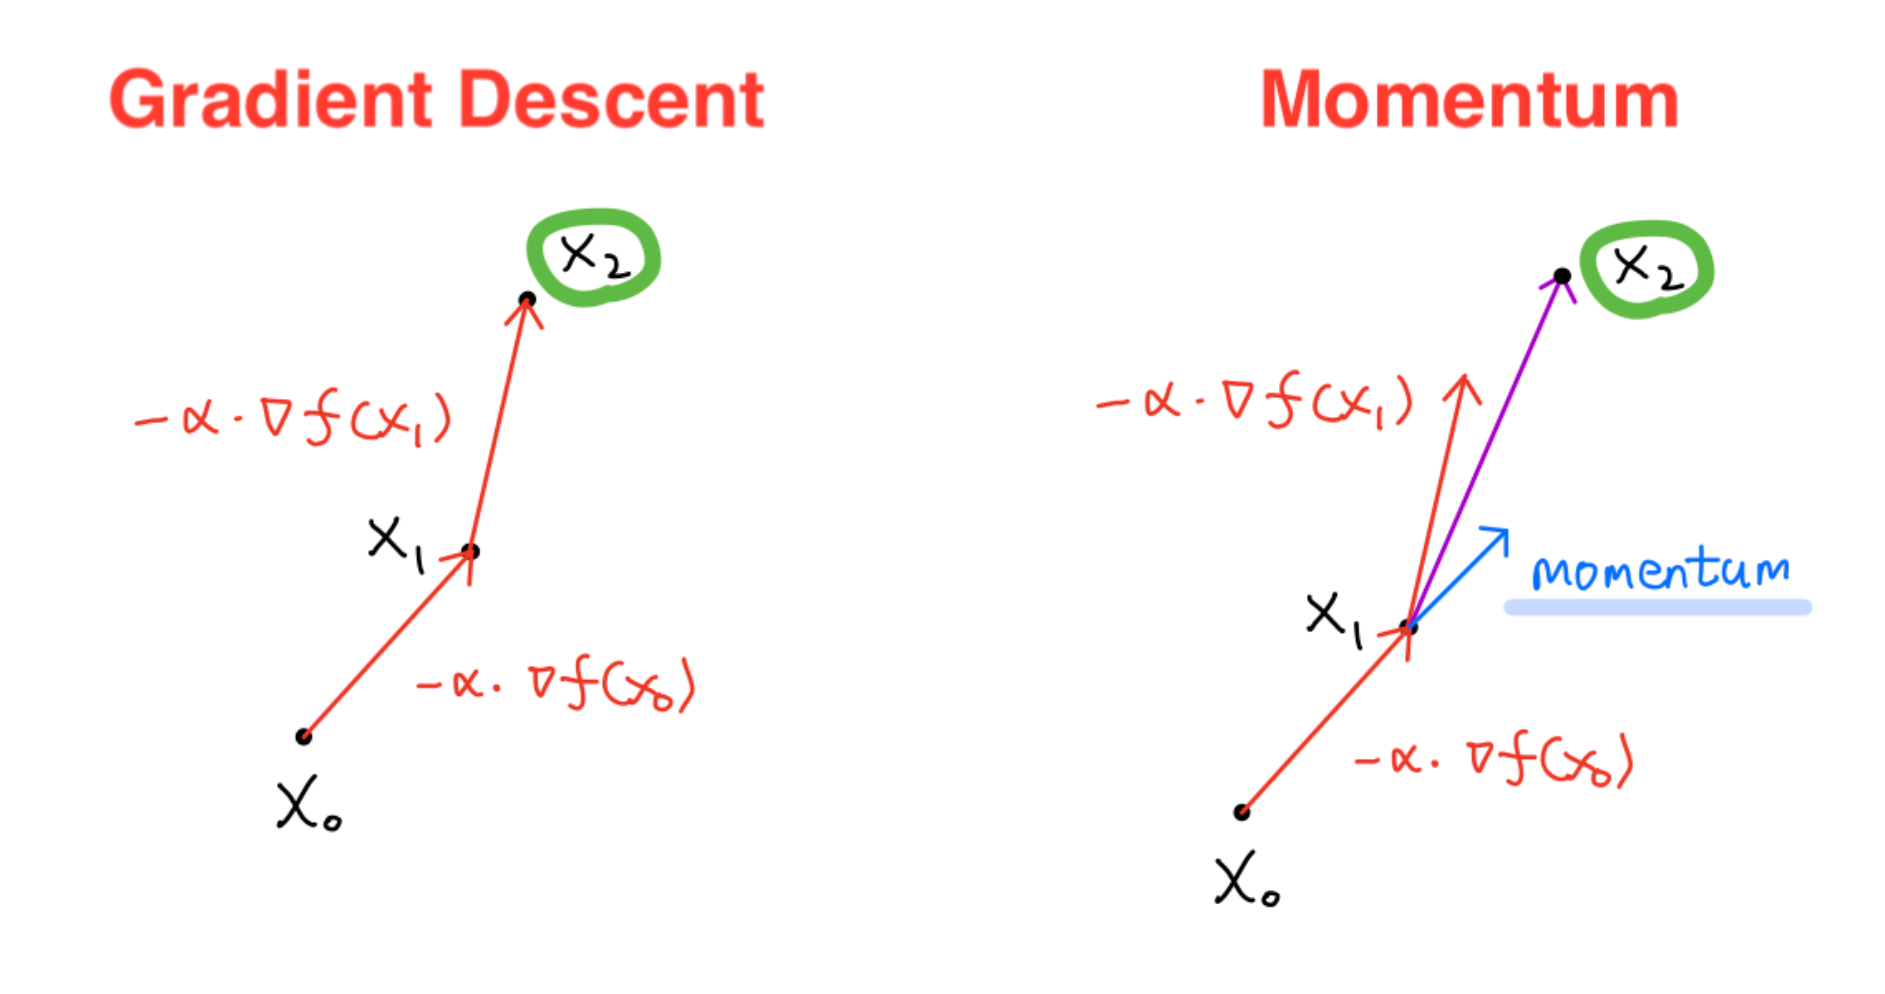 Gradient Descent
x₂
-α·∇f(x₁)
x₁
-α·∇f(x₀)
x₀
Momentum
x₂
-α·∇f(x₁)
momentum
x₁
-α·∇f(x₀)
x₀